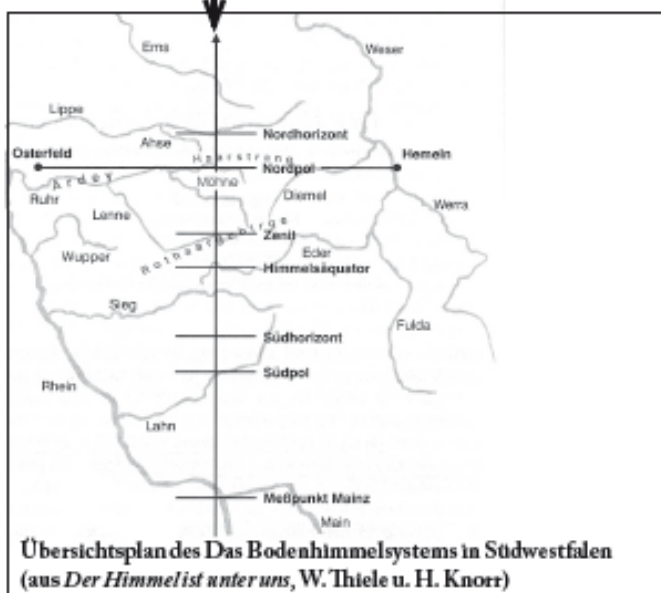 Ems
Weser
Lippe
Ahse
Nordhorizont
Osterfeld
Haarstrang
Hemeln
Nordpol
Ardey
Möhne
Ruhr
Diemel
Lenne
Werra
Zenit
Rothaargebirge
Eder
Wupper
Himmelsäquator
Sieg
Südhorizont
Fulda
Südpol
Rhein
Lahn
Meßpunkt Mainz
Main
Übersichtsplan des Das Bodenhimmelsystems in Südwestfalen
(aus Der Himmel ist unter uns, W. Thiele u. H. Knorr)